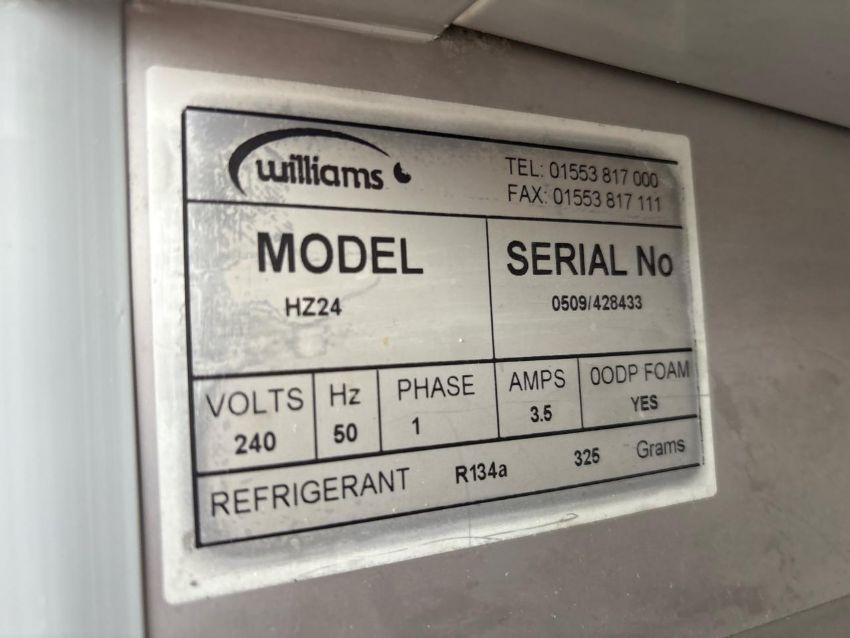 williams
TEL: 01553 817 000
FAX: 01553 817 111
MODEL
HZ24
SERIAL No
0509/428433
VOLTS
240
Hz
50
PHASE
1
AMPS
3.5
0ODP FOAM
YES
REFRIGERANT R134a 325 Grams